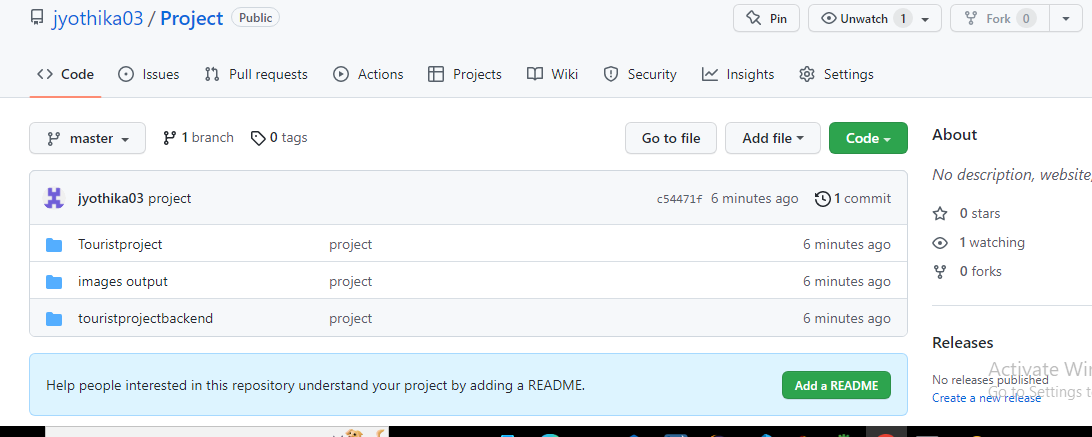 jyothika03 / Project Public
Pin Unwatch 1 Fork 0
Code Issues Pull requests Actions Projects Wiki Security Insights Settings
master 1 branch 0 tags Go to file Add file Code
jyothika03 project c54471f 6 minutes ago 1 commit
Touristproject project 6 minutes ago
images output project 6 minutes ago
touristprojectbackend project 6 minutes ago
Help people interested in this repository understand your project by adding a README. Add a README
About
No description, website,
0 stars
1 watching
0 forks
Releases
No releases published
Create a new release
Activate Win
Go to Settings t